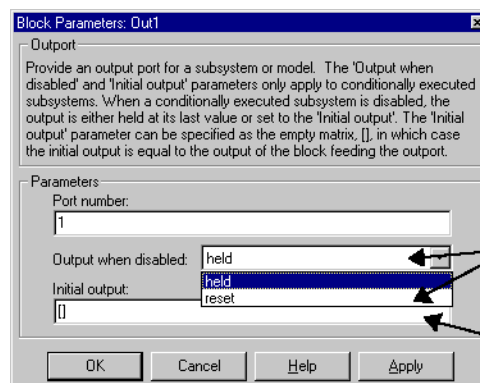 Block Parameters: Out1
Outport
Provide an output port for a subsystem or model. The 'Output when
disabled' and 'Initial output' parameters only apply to conditionally executed
subsystems. When a conditionally executed subsystem is disabled, the
output is either held at its last value or set to the 'Initial output'. The 'Initial
output' parameter can be specified as the empty matrix, [], in which case
the initial output is equal to the output of the block feeding the outport.
Parameters
Port number:
1
Output when disabled: held
held
reset
Initial output:
[]
OK Cancel Help Apply